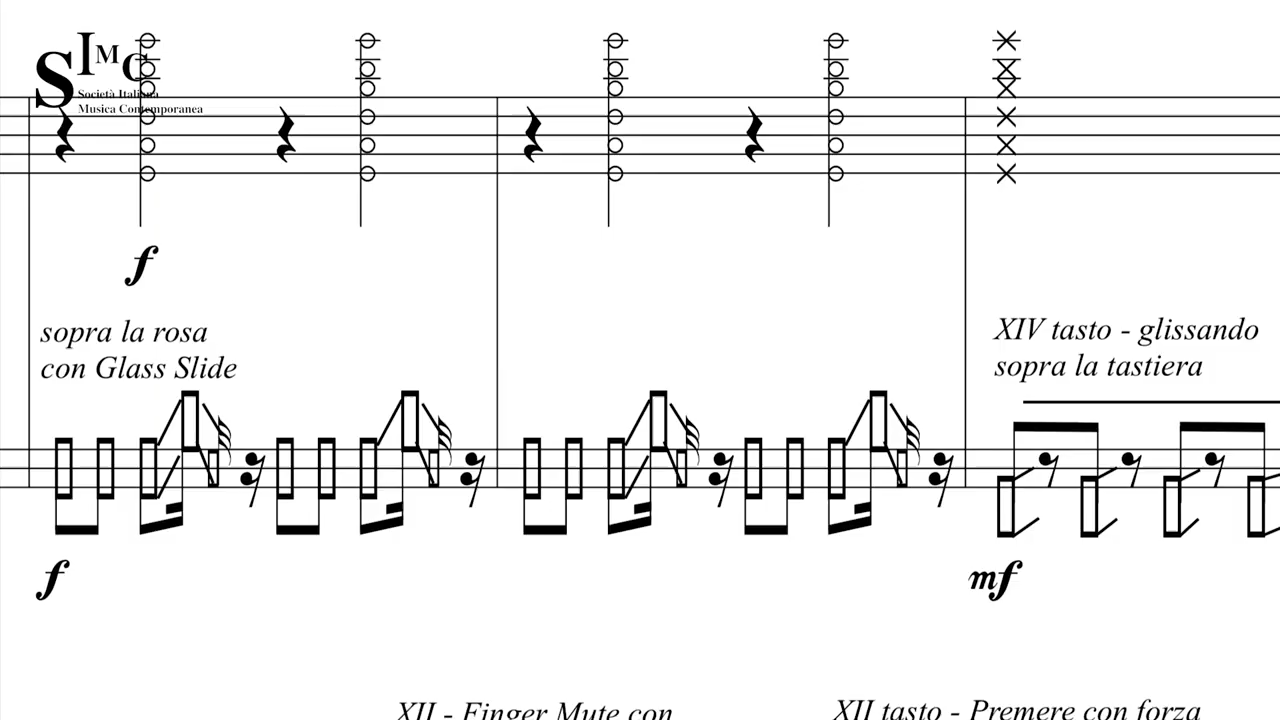 SIMC
Società Italiana
Musica Contemporanea
f
sopra la rosa
con Glass Slide
XIV tasto - glissando
sopra la tastiera
f
mf
XII - Finger Mute con
XII tasto - Premere con forza